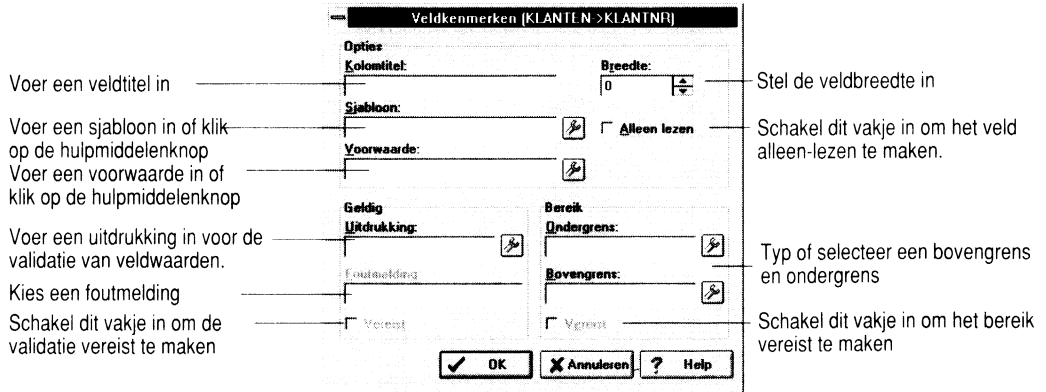 Veldkenmerken (KLANTEN->KLANTNR)
Opties
Kolomtitel:
Breedte:
0
Sjabloon:
Alleen lezen
Voorwaarde:
Geldig
Uitdrukking:
Foutmelding
Vereist
Bereik
Ondergrens:
Bovengrens:
Vereist
OK
Annuleren
? Help
Voer een veldtitel in
Voer een sjabloon in of klik
op de hulpmiddelenknop
Voer een voorwaarde in of
klik op de hulpmiddelenknop
Voer een uitdrukking in voor de
validatie van veldwaarden.
Kies een foutmelding
Schakel dit vakje in om de
validatie vereist te maken
Stel de veldbreedte in
Schakel dit vakje in om het veld
alleen-lezen te maken.
Typ of selecteer een bovengrens
en ondergrens
Schakel dit vakje in om het bereik
vereist te maken